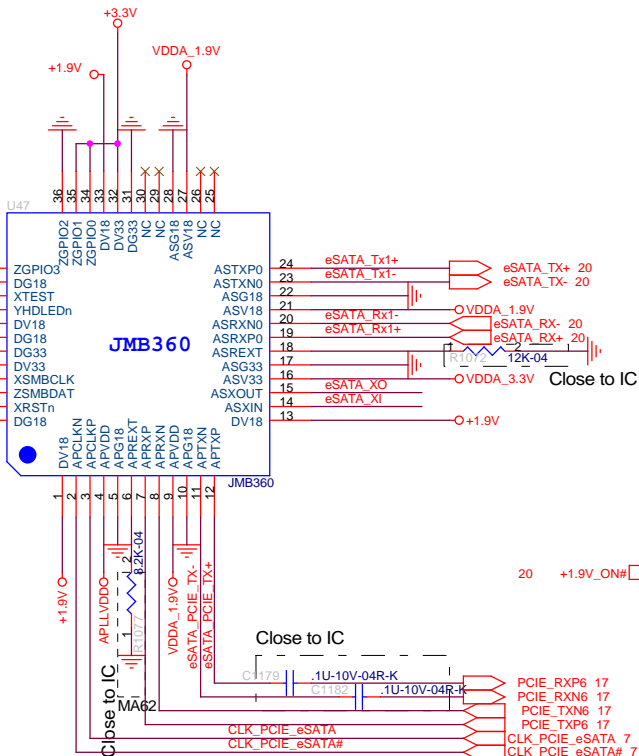 +3.3V
VDDA_1.9V
+1.9V
36 35 34 33 32 31 30 29 28 27 26 25
U47
ZGPIO2 ZGPIO1 ZGPIO0 DV18 DV33 DG33 NC NC ASG18 ASV18 NC NC
ZGPIO3
DG18
XTEST
YHDLEDn
DV18
DG18
DG33
DV33
XSMBCLK
ZSMBDAT
XRSTn
DG18
JMB360
ASTXP0 24 eSATA_Tx1+ eSATA_TX+ 20
ASTXN0 23 eSATA_Tx1- eSATA_TX- 20
ASG18 22
ASV18 21 VDDA_1.9V
ASRXN0 20 eSATA_Rx1- eSATA_RX- 20
ASRXP0 19 eSATA_Rx1+ eSATA_RX+ 20
ASREXT 18 1 R1072 2 12K-04
ASG33 17
ASV33 16 VDDA_3.3V Close to IC
ASXOUT 15 eSATA_XO
ASXIN 14 eSATA_XI
DV18 13 +1.9V
DV18 APCLKN APCLKP APVDD APG18 APREXT APRXP APRXN APVDD APG18 APTXN APTXP
JMB360
1 2 3 4 5 6 7 8 9 10 11 12
+1.9V
APLLVDD
2 8.2K-04
1 R1077
VDDA_1.9V
eSATA_PCIE_TX-
eSATA_PCIE_TX+
20 +1.9V_ON#
Close to IC
Close to IC
MA62
C1179 .1U-10V-04R-K PCIE_RXP6 17
C1182 .1U-10V-04R-K PCIE_RXN6 17
PCIE_TXN6 17
PCIE_TXP6 17
CLK_PCIE_eSATA CLK_PCIE_eSATA 7
CLK_PCIE_eSATA# CLK_PCIE_eSATA# 7